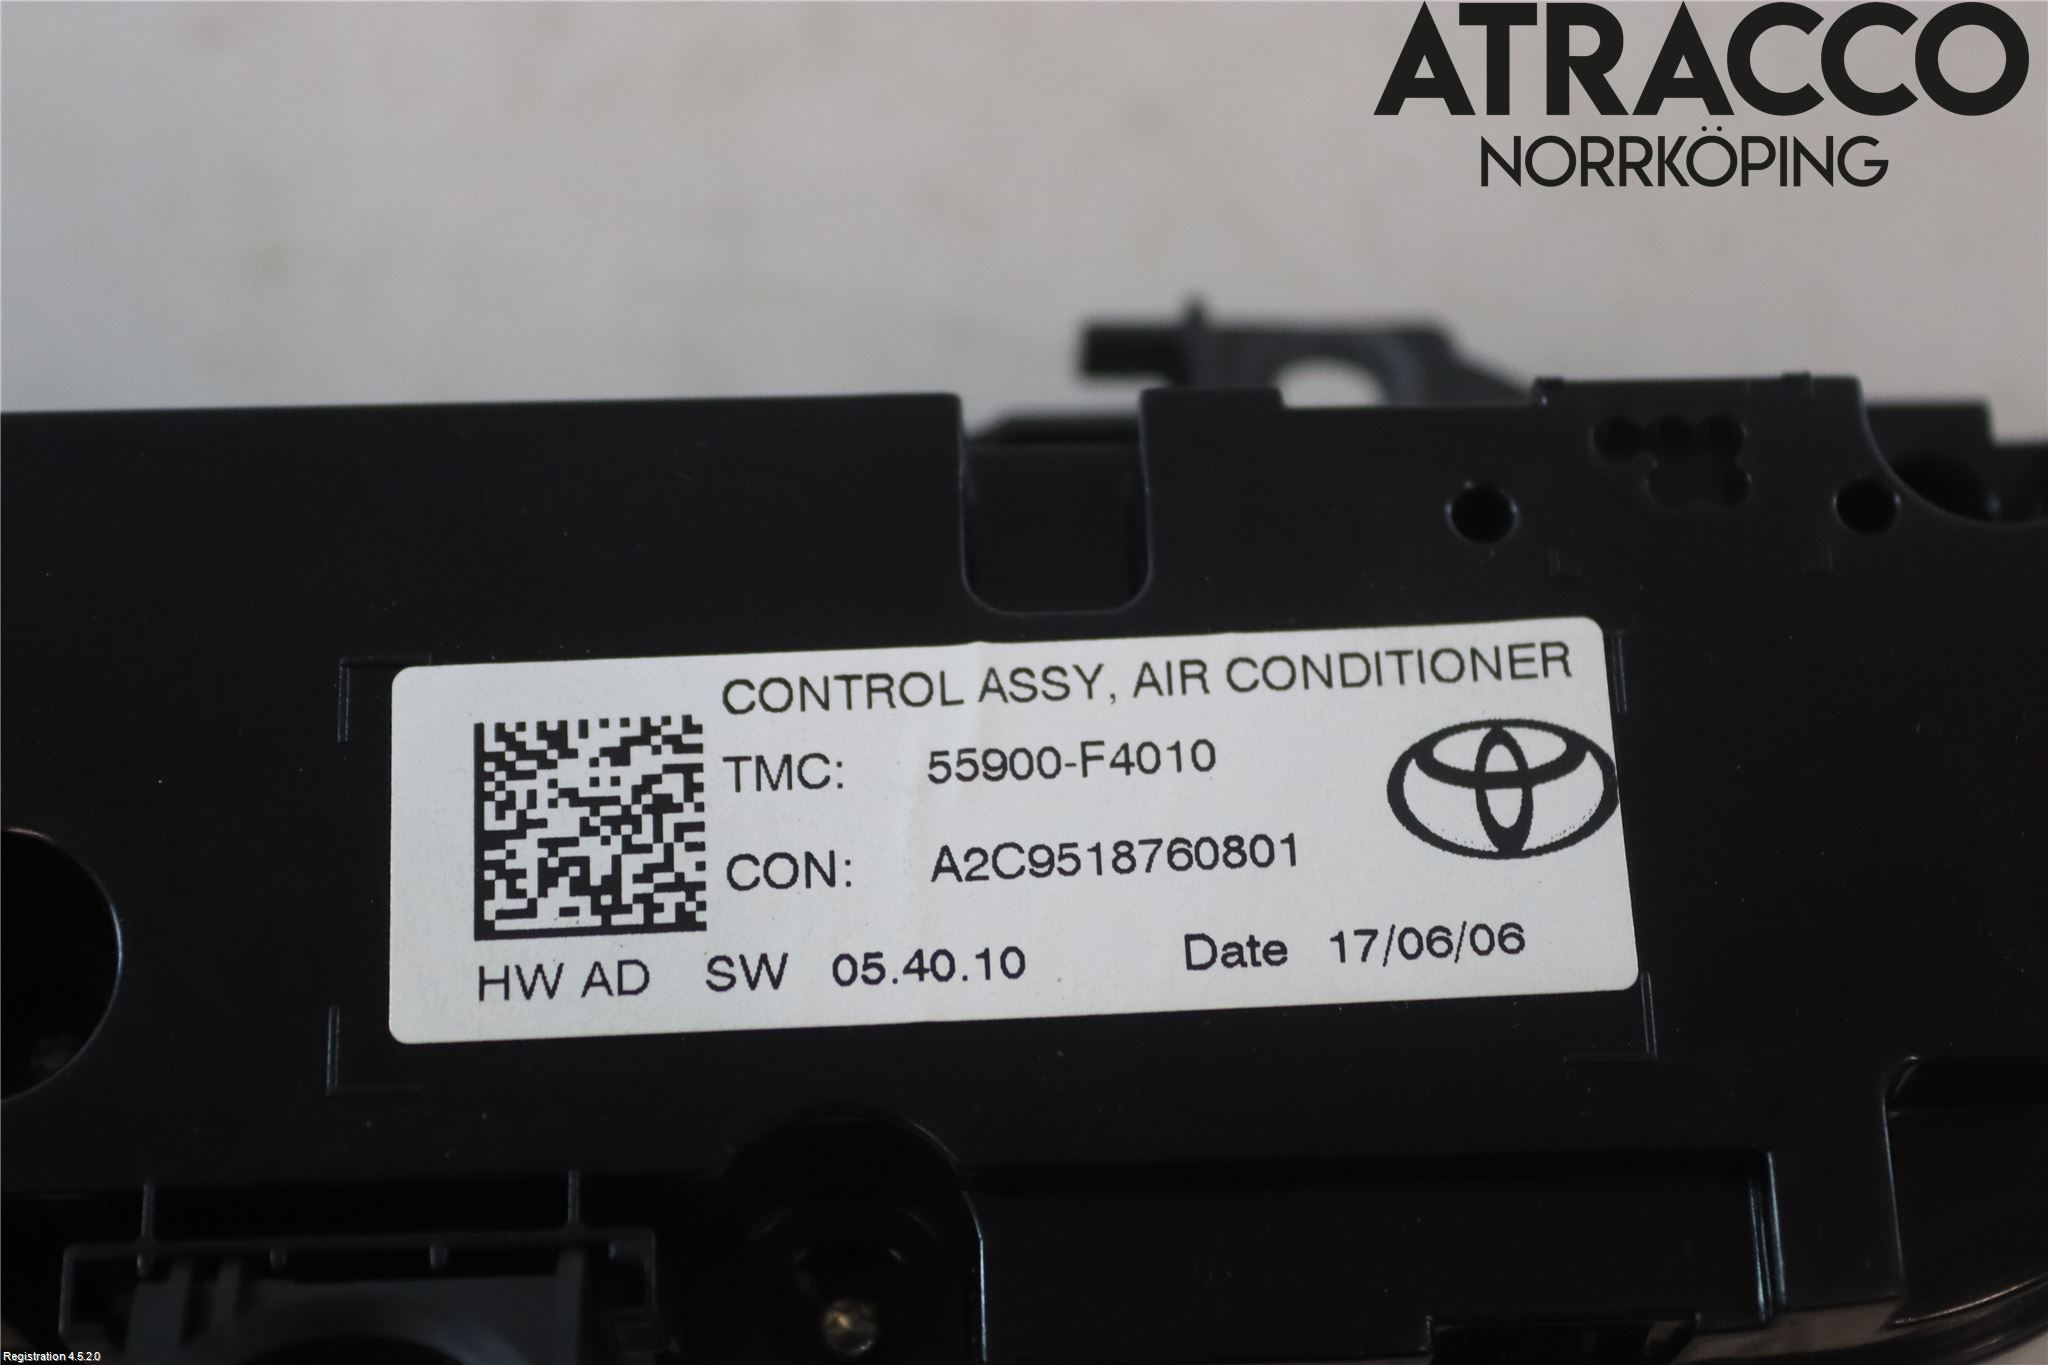 ATRACCO
NORRKÖPING
CONTROL ASSY, AIR CONDITIONER
TMC: 55900-F4010
CON: A2C9518760801
HW AD SW 05.40.10 Date 17/06/06
Registration 4.5.2.0